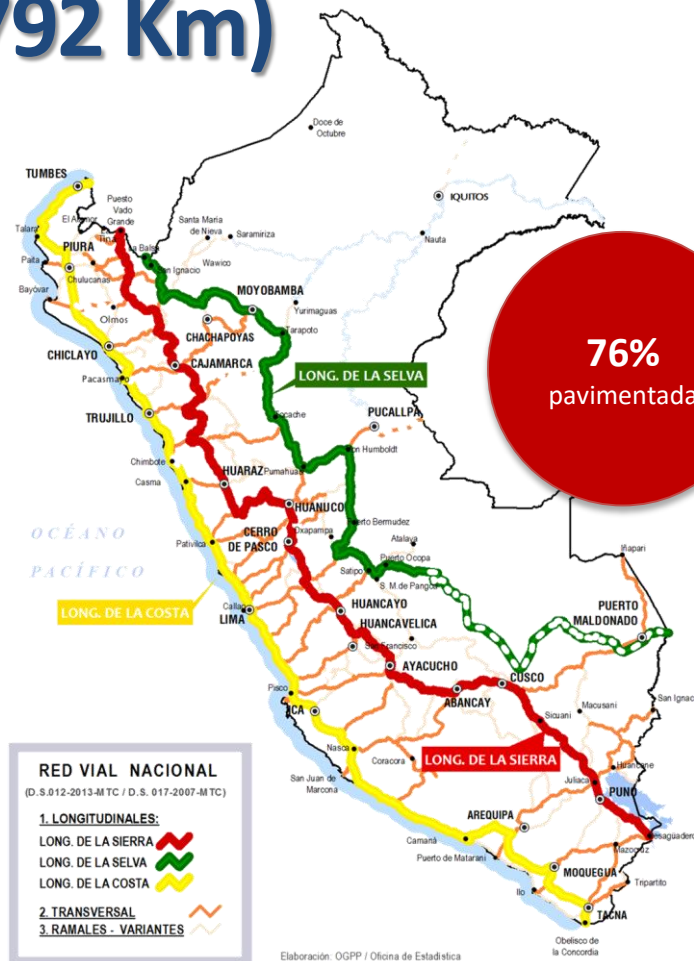 792 Km)
Doce de
Octubre
TUMBES
IQUITOS
Puesto
Vado
Grande
Talara
Santa Maria
de Nieva
Saramiriza
Nauta
PIURA
La Balsa
San Ignacio
Wawico
Paita
Chulucanas
Bayóvar
MOYOBAMBA
Yurimaguas
Olmos
Tarapoto
CHACHAPOYAS
CHICLAYO
CAJAMARCA
LONG. DE LA SELVA
76%
pavimentada
Pacasmayo
TRUJILLO
PUCALLPA
Chimbote
HUARAZ
Casma
HUANUCO
OCÉANO
PACÍFICO
Pativilca
CERRO
DE PASCO
Oxapampa
Atalaya
Puerto Ocopa
Iñapari
Satipo
S. M.de Pangoa
LONG. DE LA COSTA
Callao
LIMA
HUANCAYO
PUERTO
MALDONADO
HUANCAVELICA
San Francisco
AYACUCHO
CUSCO
Pisco
ICA
ABANCAY
Macusani
Sicuani
Nasca
Coracora
LONG. DE LA SIERRA
Huancane
San Juan de
Marcona
Juliaca
PUNO
AREQUIPA
Camaná
Puerto de Matarani
MOQUEGUA
Tripartito
Ilo
TACNA
Obelisco de
la Concordia
RED VIAL NACIONAL
(D.S.012-2013-MTC / D.S. 017-2007-MTC)
1. LONGITUDINALES:
LONG. DE LA SIERRA
LONG. DE LA SELVA
LONG. DE LA COSTA
2. TRANSVERSAL
3. RAMALES - VARIANTES
Elaboración: OGPP / Oficina de Estadistica